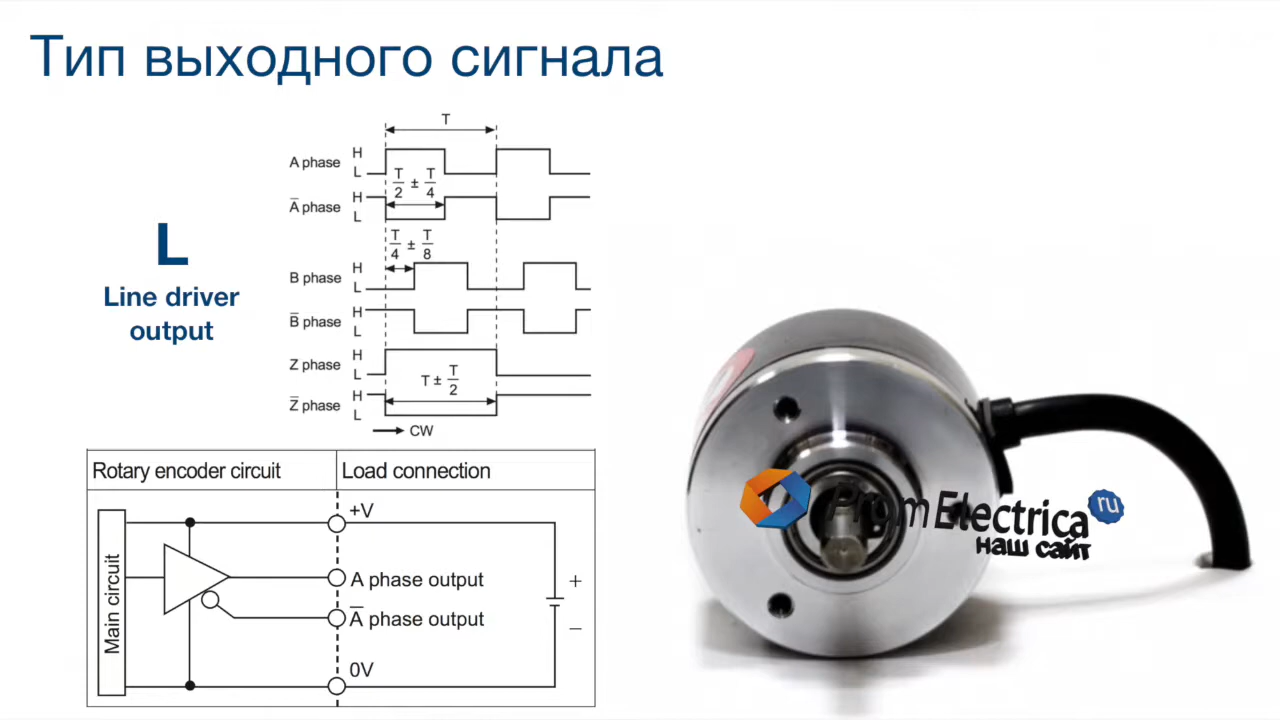 Тип выходного сигнала
L
Line driver
output
T
A phase H L
T/2 ± T/4
A̅ phase H L
T/4 ± T/8
B phase H L
B̅ phase H L
Z phase H L
T ± T/2
Z̅ phase H L
CW
Rotary encoder circuit
Load connection
Main circuit
+V
A phase output
A̅ phase output
0V
+
−
PromElectrica ru
наш сайт